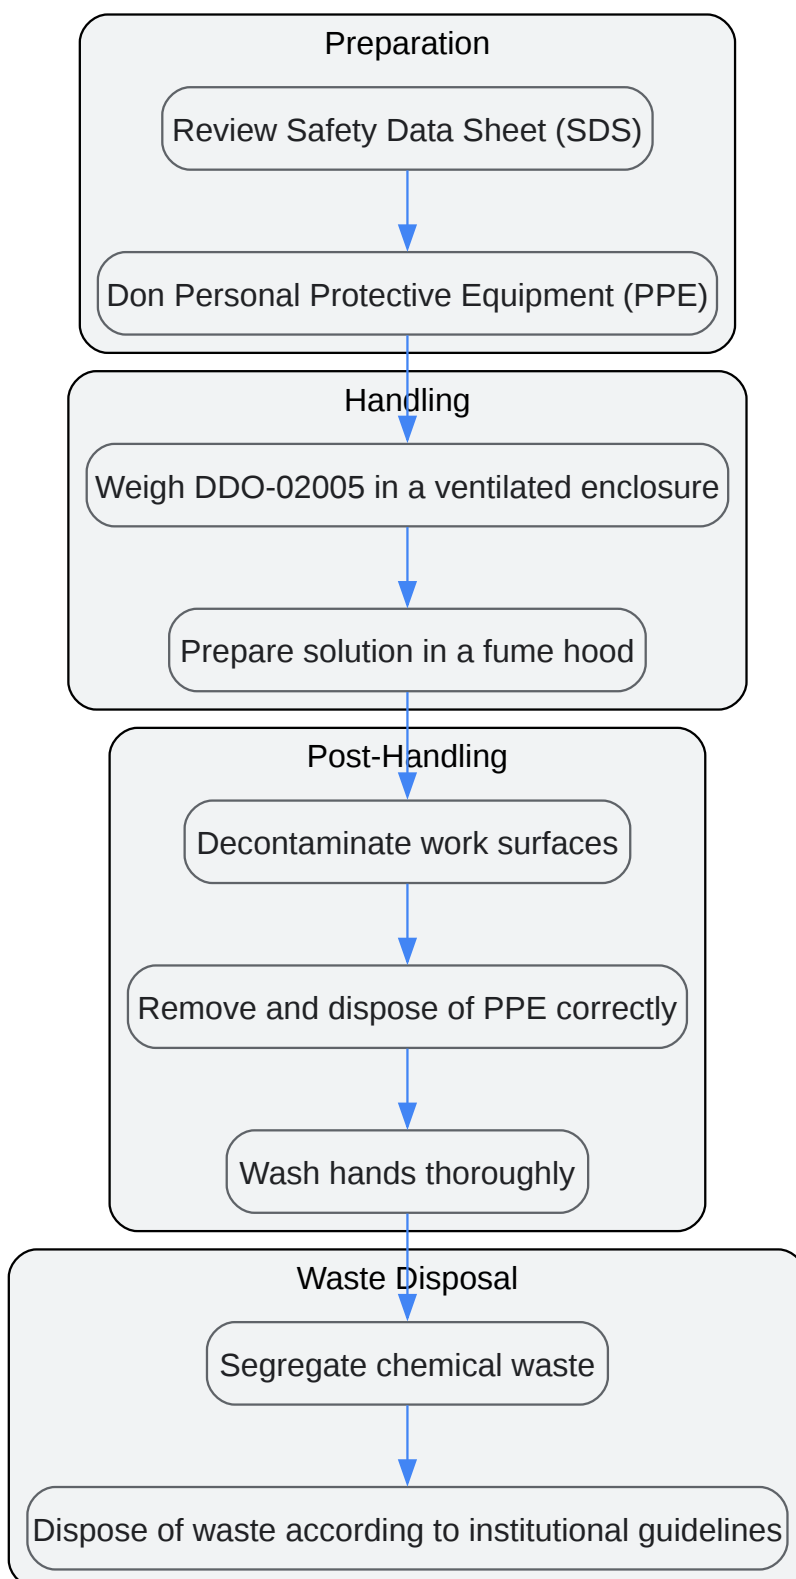 Preparation
Review Safety Data Sheet (SDS)
Don Personal Protective Equipment (PPE)
Handling
Weigh DDO-02005 in a ventilated enclosure
Prepare solution in a fume hood
Post-Handling
Decontaminate work surfaces
Remove and dispose of PPE correctly
Wash hands thoroughly
Waste Disposal
Segregate chemical waste
Dispose of waste according to institutional guidelines